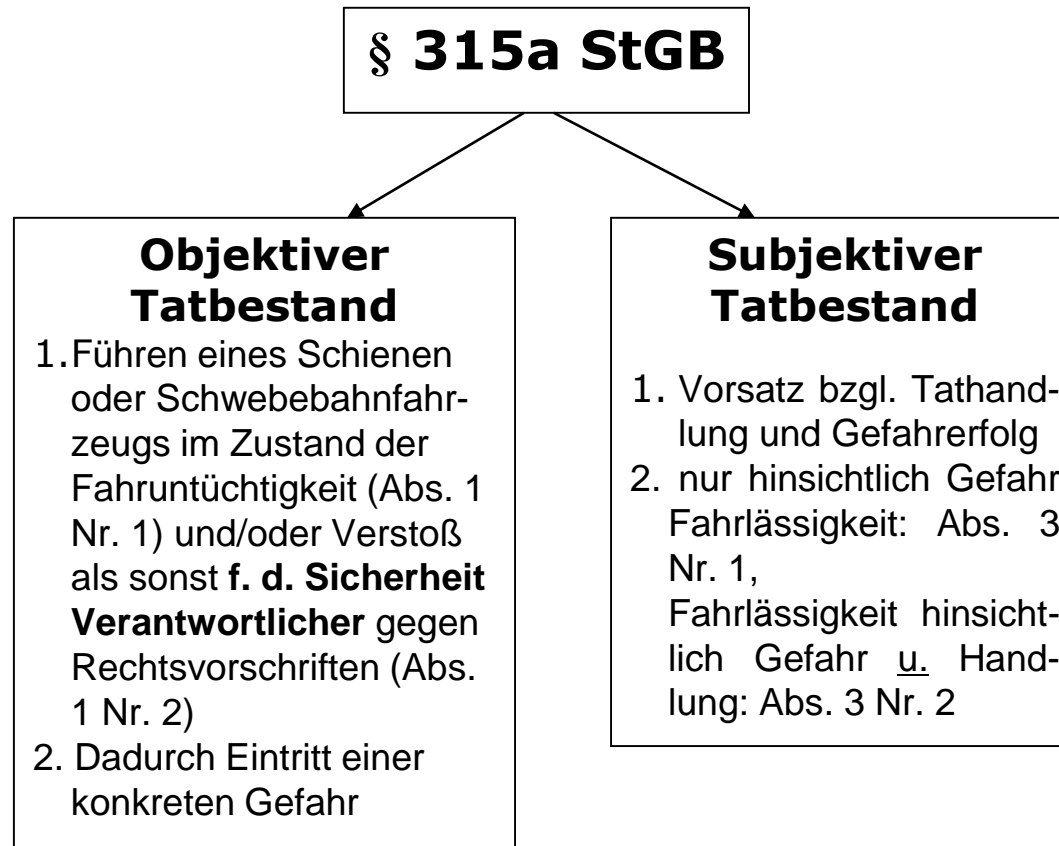 § 315a StGB
Objektiver
Tatbestand
1.Führen eines Schienen
oder Schwebebahnfahr-
zeugs im Zustand der
Fahruntüchtigkeit (Abs. 1
Nr. 1) und/oder Verstoß
als sonst f. d. Sicherheit
Verantwortlicher gegen
Rechtsvorschriften (Abs.
1 Nr. 2)
2. Dadurch Eintritt einer
konkreten Gefahr
Subjektiver
Tatbestand
1. Vorsatz bzgl. Tathand-
lung und Gefahrerfolg
2. nur hinsichtlich Gefahr
Fahrlässigkeit: Abs. 3
Nr. 1,
Fahrlässigkeit hinsicht-
lich Gefahr u. Hand-
lung: Abs. 3 Nr. 2